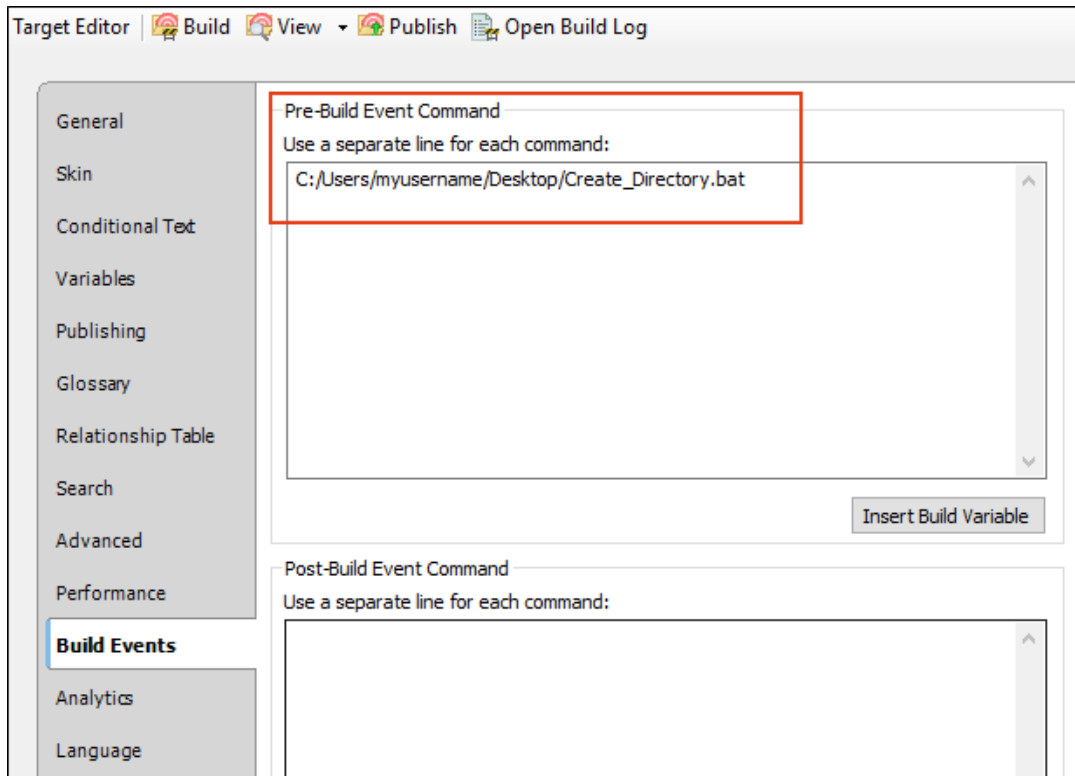 Target Editor Build View Publish Open Build Log
General
Skin
Conditional Text
Variables
Publishing
Glossary
Relationship Table
Search
Advanced
Performance
Build Events
Analytics
Language
Pre-Build Event Command
Use a separate line for each command:
C:/Users/myusername/Desktop/Create_Directory.bat
Insert Build Variable
Post-Build Event Command
Use a separate line for each command: